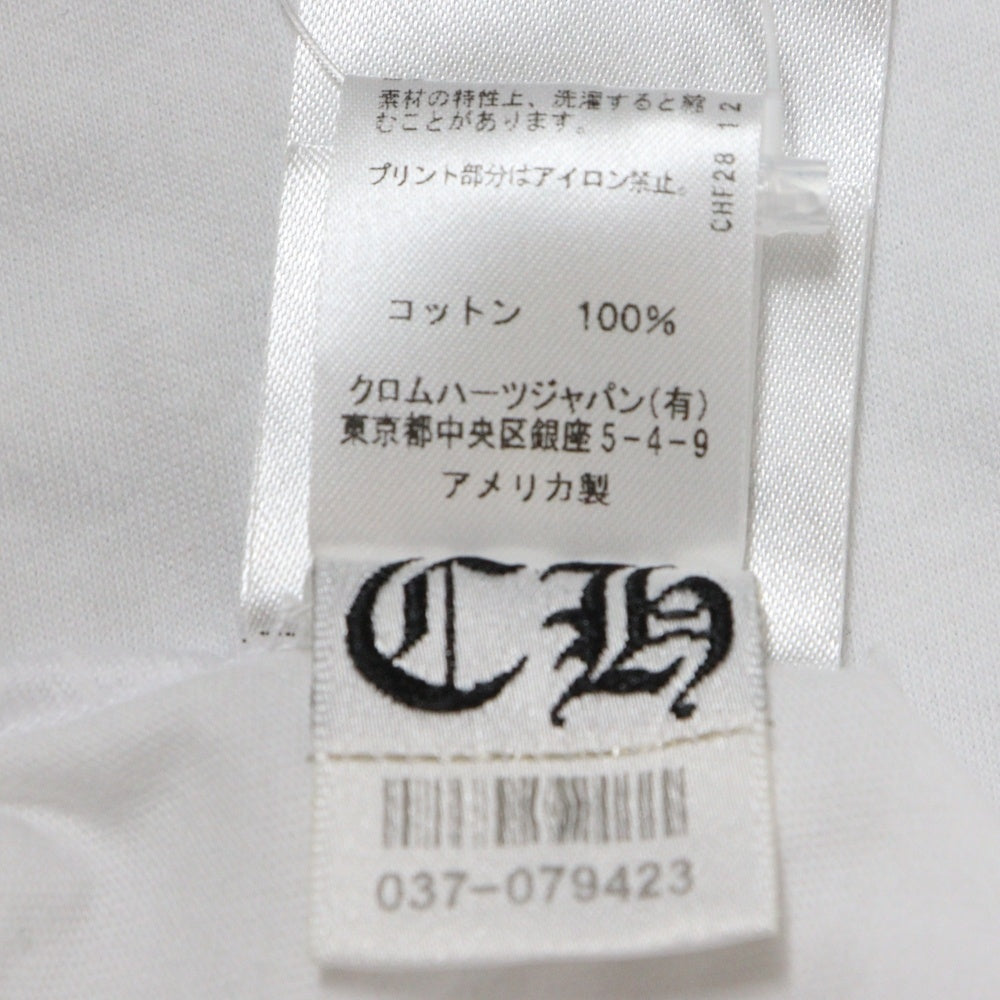 素材の特性上、洗濯すると縮
むことがあります。
プリント部分はアイロン禁止。
CHF28 12
コットン 100%
クロムハーツジャパン(有)
東京都中央区銀座5-4-9
アメリカ製
CH
037-079423